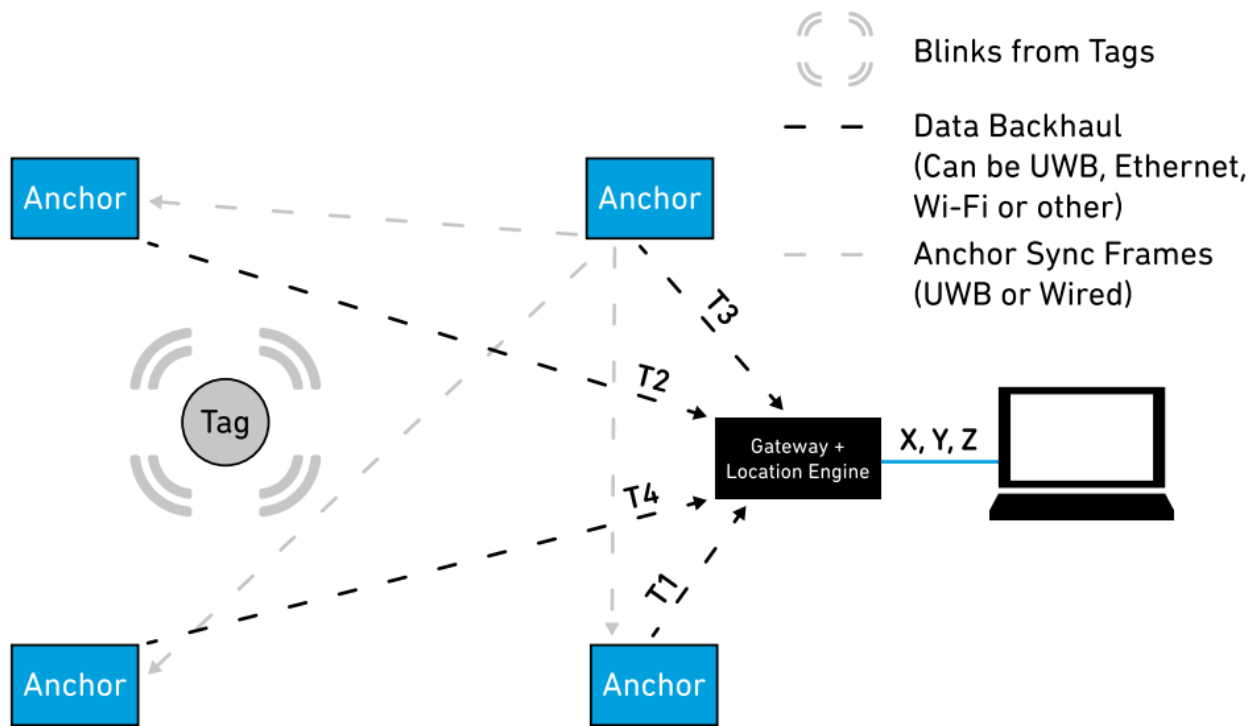 Blinks from Tags
Data Backhaul
(Can be UWB, Ethernet,
Wi-Fi or other)
Anchor Sync Frames
(UWB or Wired)
Anchor
Anchor
T3
T2
Tag
Gateway +
Location Engine
X, Y, Z
T4
T1
Anchor
Anchor